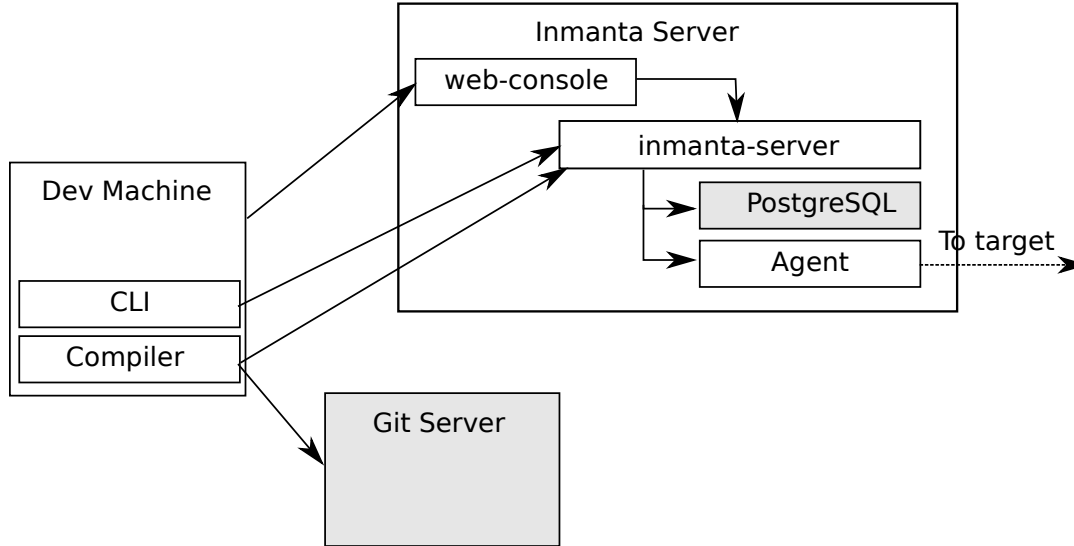 Inmanta Server
web-console
inmanta-server
Dev Machine
PostgreSQL
To target
Agent
CLI
Compiler
Git Server